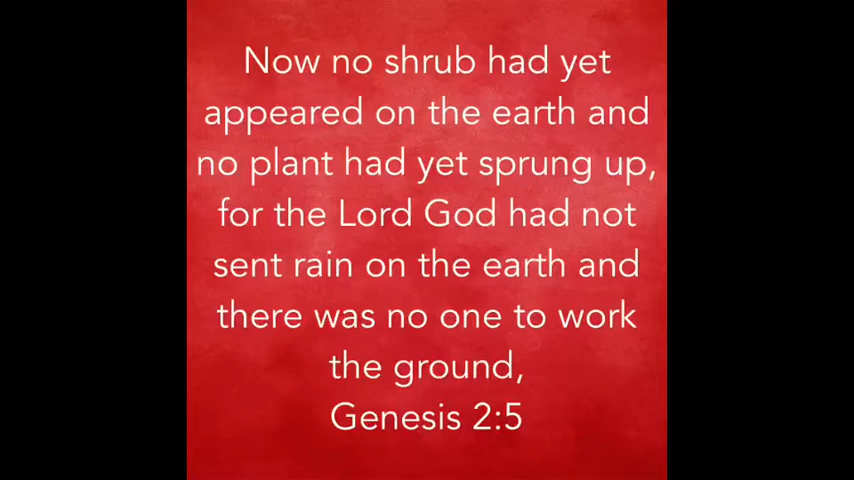 Now no shrub had yet
appeared on the earth and
no plant had yet sprung up,
for the Lord God had not
sent rain on the earth and
there was no one to work
the ground,
Genesis 2:5